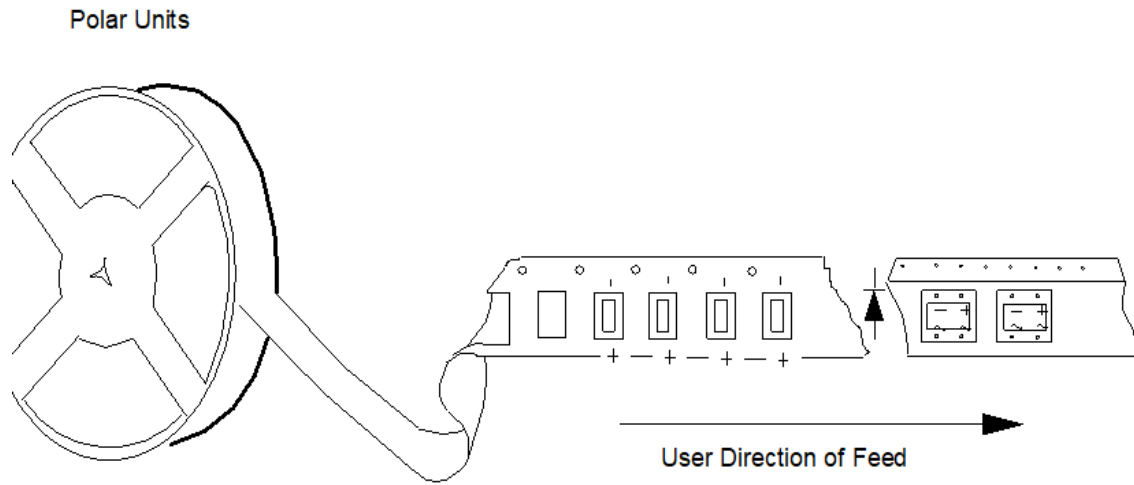 Polar Units
− − − −
− + − +
~ ~ ~ ~
+ + + +
User Direction of Feed